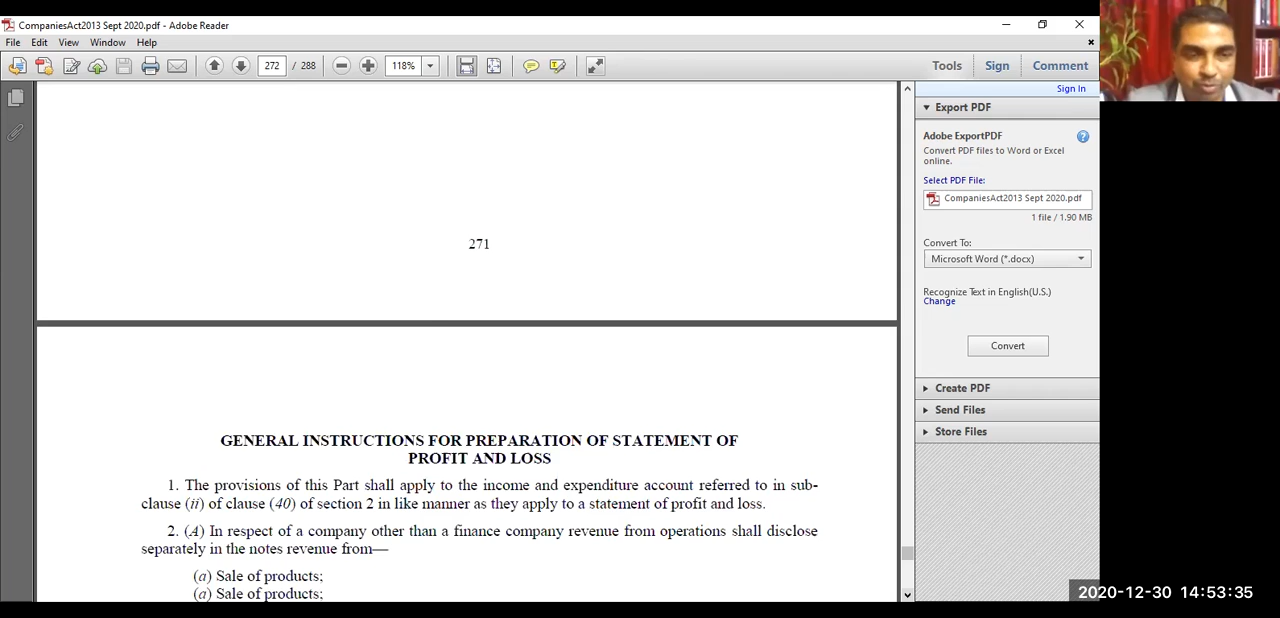 CompaniesAct2013 Sept 2020.pdf - Adobe Reader
File Edit View Window Help
272 / 288 118% Tools Sign Comment
Sign In
Export PDF
Adobe ExportPDF
Convert PDF files to Word or Excel
online.
Select PDF File:
CompaniesAct2013 Sept 2020.pdf
1 file / 1.90 MB
Convert To:
Microsoft Word (*.docx)
Recognize Text in English(U.S.)
Change
Convert
Create PDF
Send Files
Store Files
271
GENERAL INSTRUCTIONS FOR PREPARATION OF STATEMENT OF
PROFIT AND LOSS
1. The provisions of this Part shall apply to the income and expenditure account referred to in sub-
clause (ii) of clause (40) of section 2 in like manner as they apply to a statement of profit and loss.
2. (A) In respect of a company other than a finance company revenue from operations shall disclose
separately in the notes revenue from—
(a) Sale of products;
(a) Sale of products;
2020-12-30 14:53:35